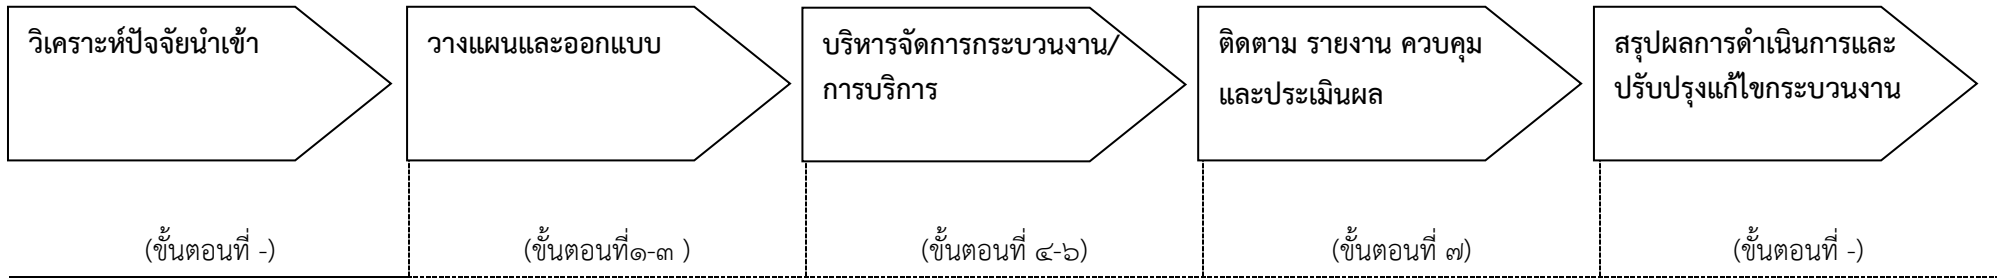 วิเคราะห์ปัจจัยนำเข้า
วางแผนและออกแบบ
บริหารจัดการกระบวนงาน/
การบริการ
ติดตาม รายงาน ควบคุม
และประเมินผล
สรุปผลการดำเนินการและ
ปรับปรุงแก้ไขกระบวนงาน
(ขั้นตอนที่ -)
(ขั้นตอนที่๑-๓ )
(ขั้นตอนที่ ๔-๖)
(ขั้นตอนที่ ๗)
(ขั้นตอนที่ -)